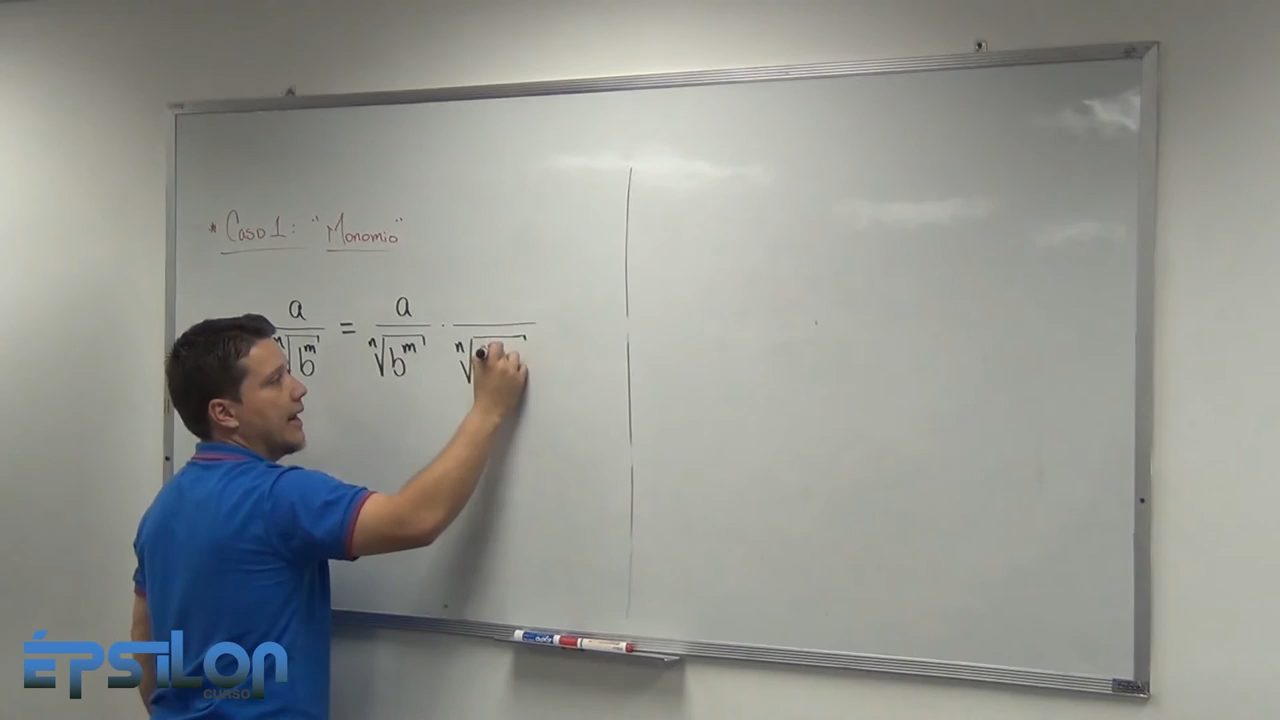 * Caso 1: "Monomio"
a/ⁿ√bᵐ = a/ⁿ√bᵐ · /ⁿ√
ÉPSILON
CURSO